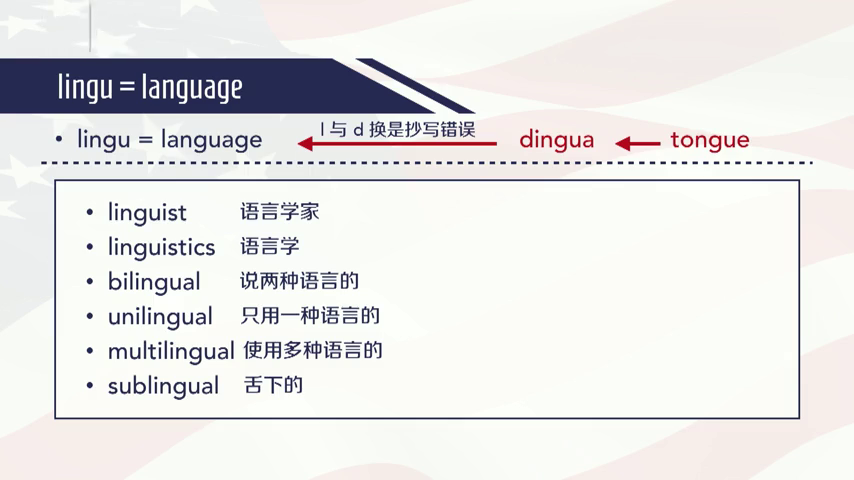 lingu = language
• lingu = language l 与 d 换是抄写错误 dingua tongue
• linguist 语言学家
• linguistics 语言学
• bilingual 说两种语言的
• unilingual 只用一种语言的
• multilingual 使用多种语言的
• sublingual 舌下的